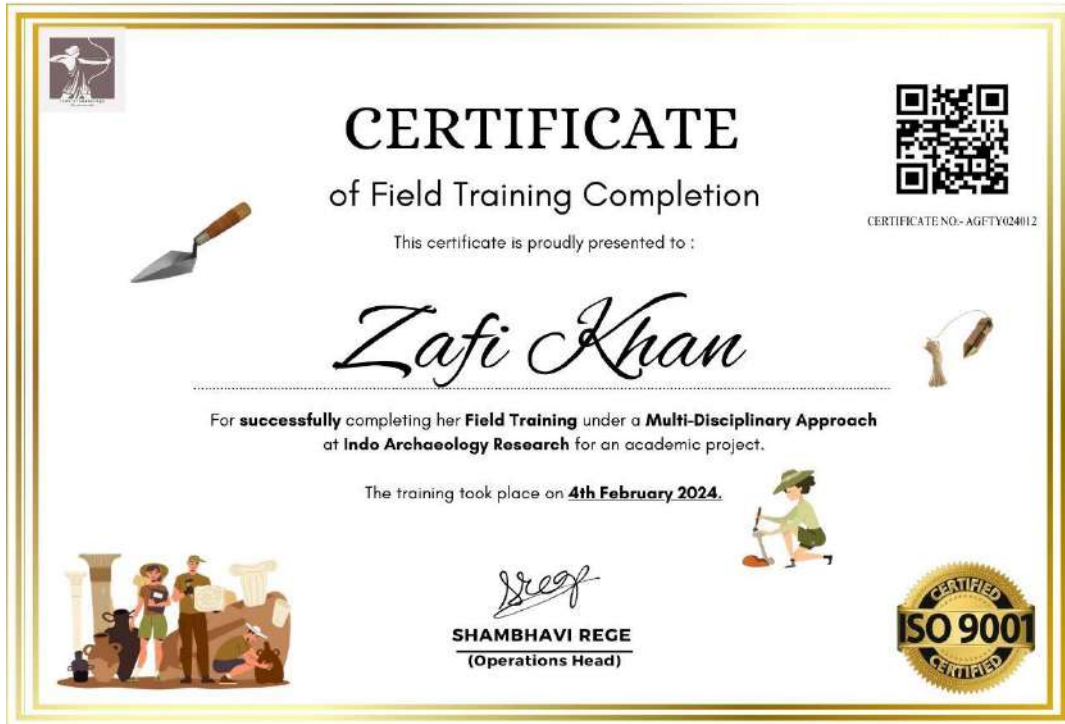 CERTIFICATE
of Field Training Completion
CERTIFICATE NO:- AGFTY024012
This certificate is proudly presented to :
Zafi Khan
For successfully completing her Field Training under a Multi-Disciplinary Approach
at Indo Archaeology Research for an academic project.
The training took place on 4th February 2024.
SHAMBHAVI REGE
(Operations Head)
CERTIFIED
ISO 9001
CERTIFIED